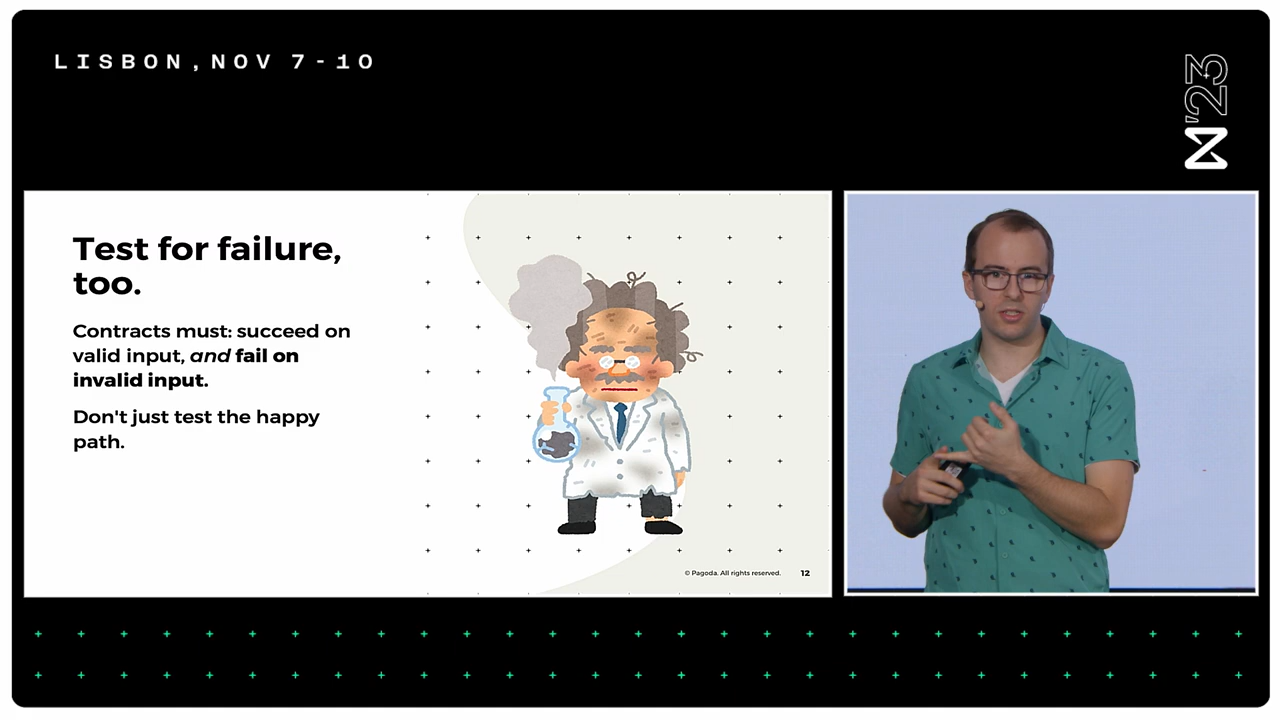 LISBON, NOV 7-10
'23
Test for failure,
too.
Contracts must: succeed on
valid input, and fail on
invalid input.
Don't just test the happy
path.
© Pagoda. All rights reserved.
12